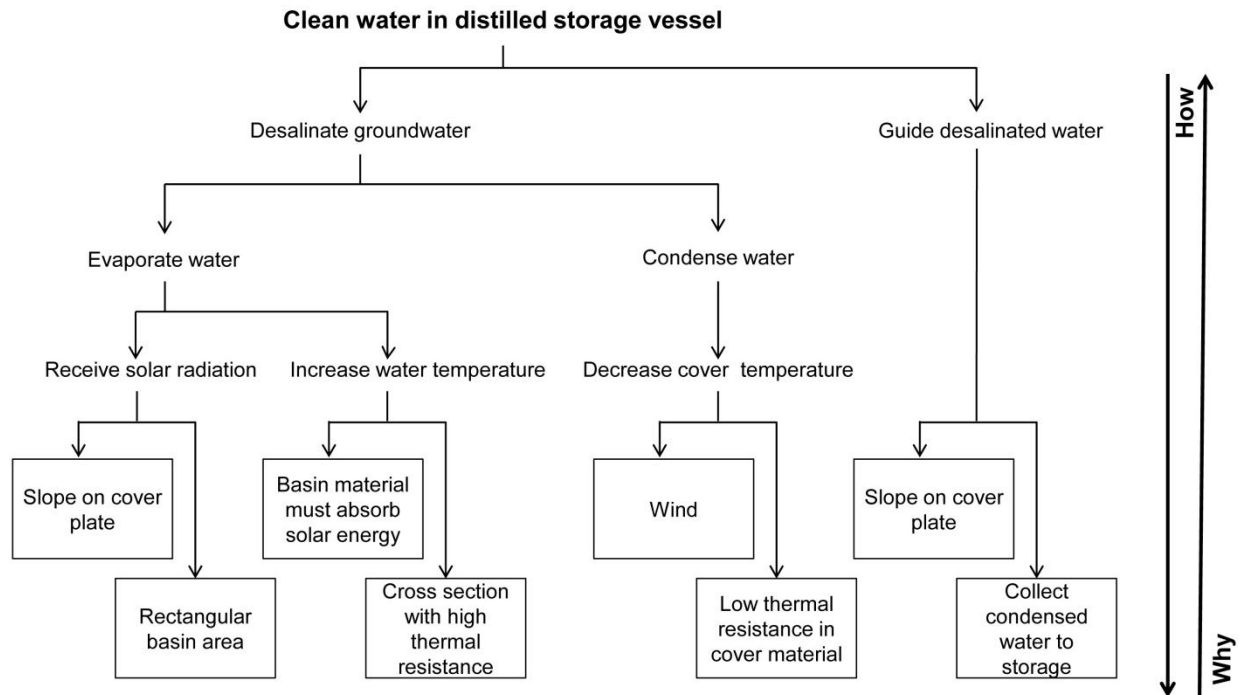 Clean water in distilled storage vessel
Desalinate groundwater
Guide desalinated water
How
Evaporate water
Condense water
Receive solar radiation
Increase water temperature
Decrease cover temperature
Slope on cover
plate
Basin material
must absorb
solar energy
Wind
Slope on cover
plate
Rectangular
basin area
Cross section
with high
thermal
resistance
Low thermal
resistance in
cover material
Collect
condensed
water to
storage
Why